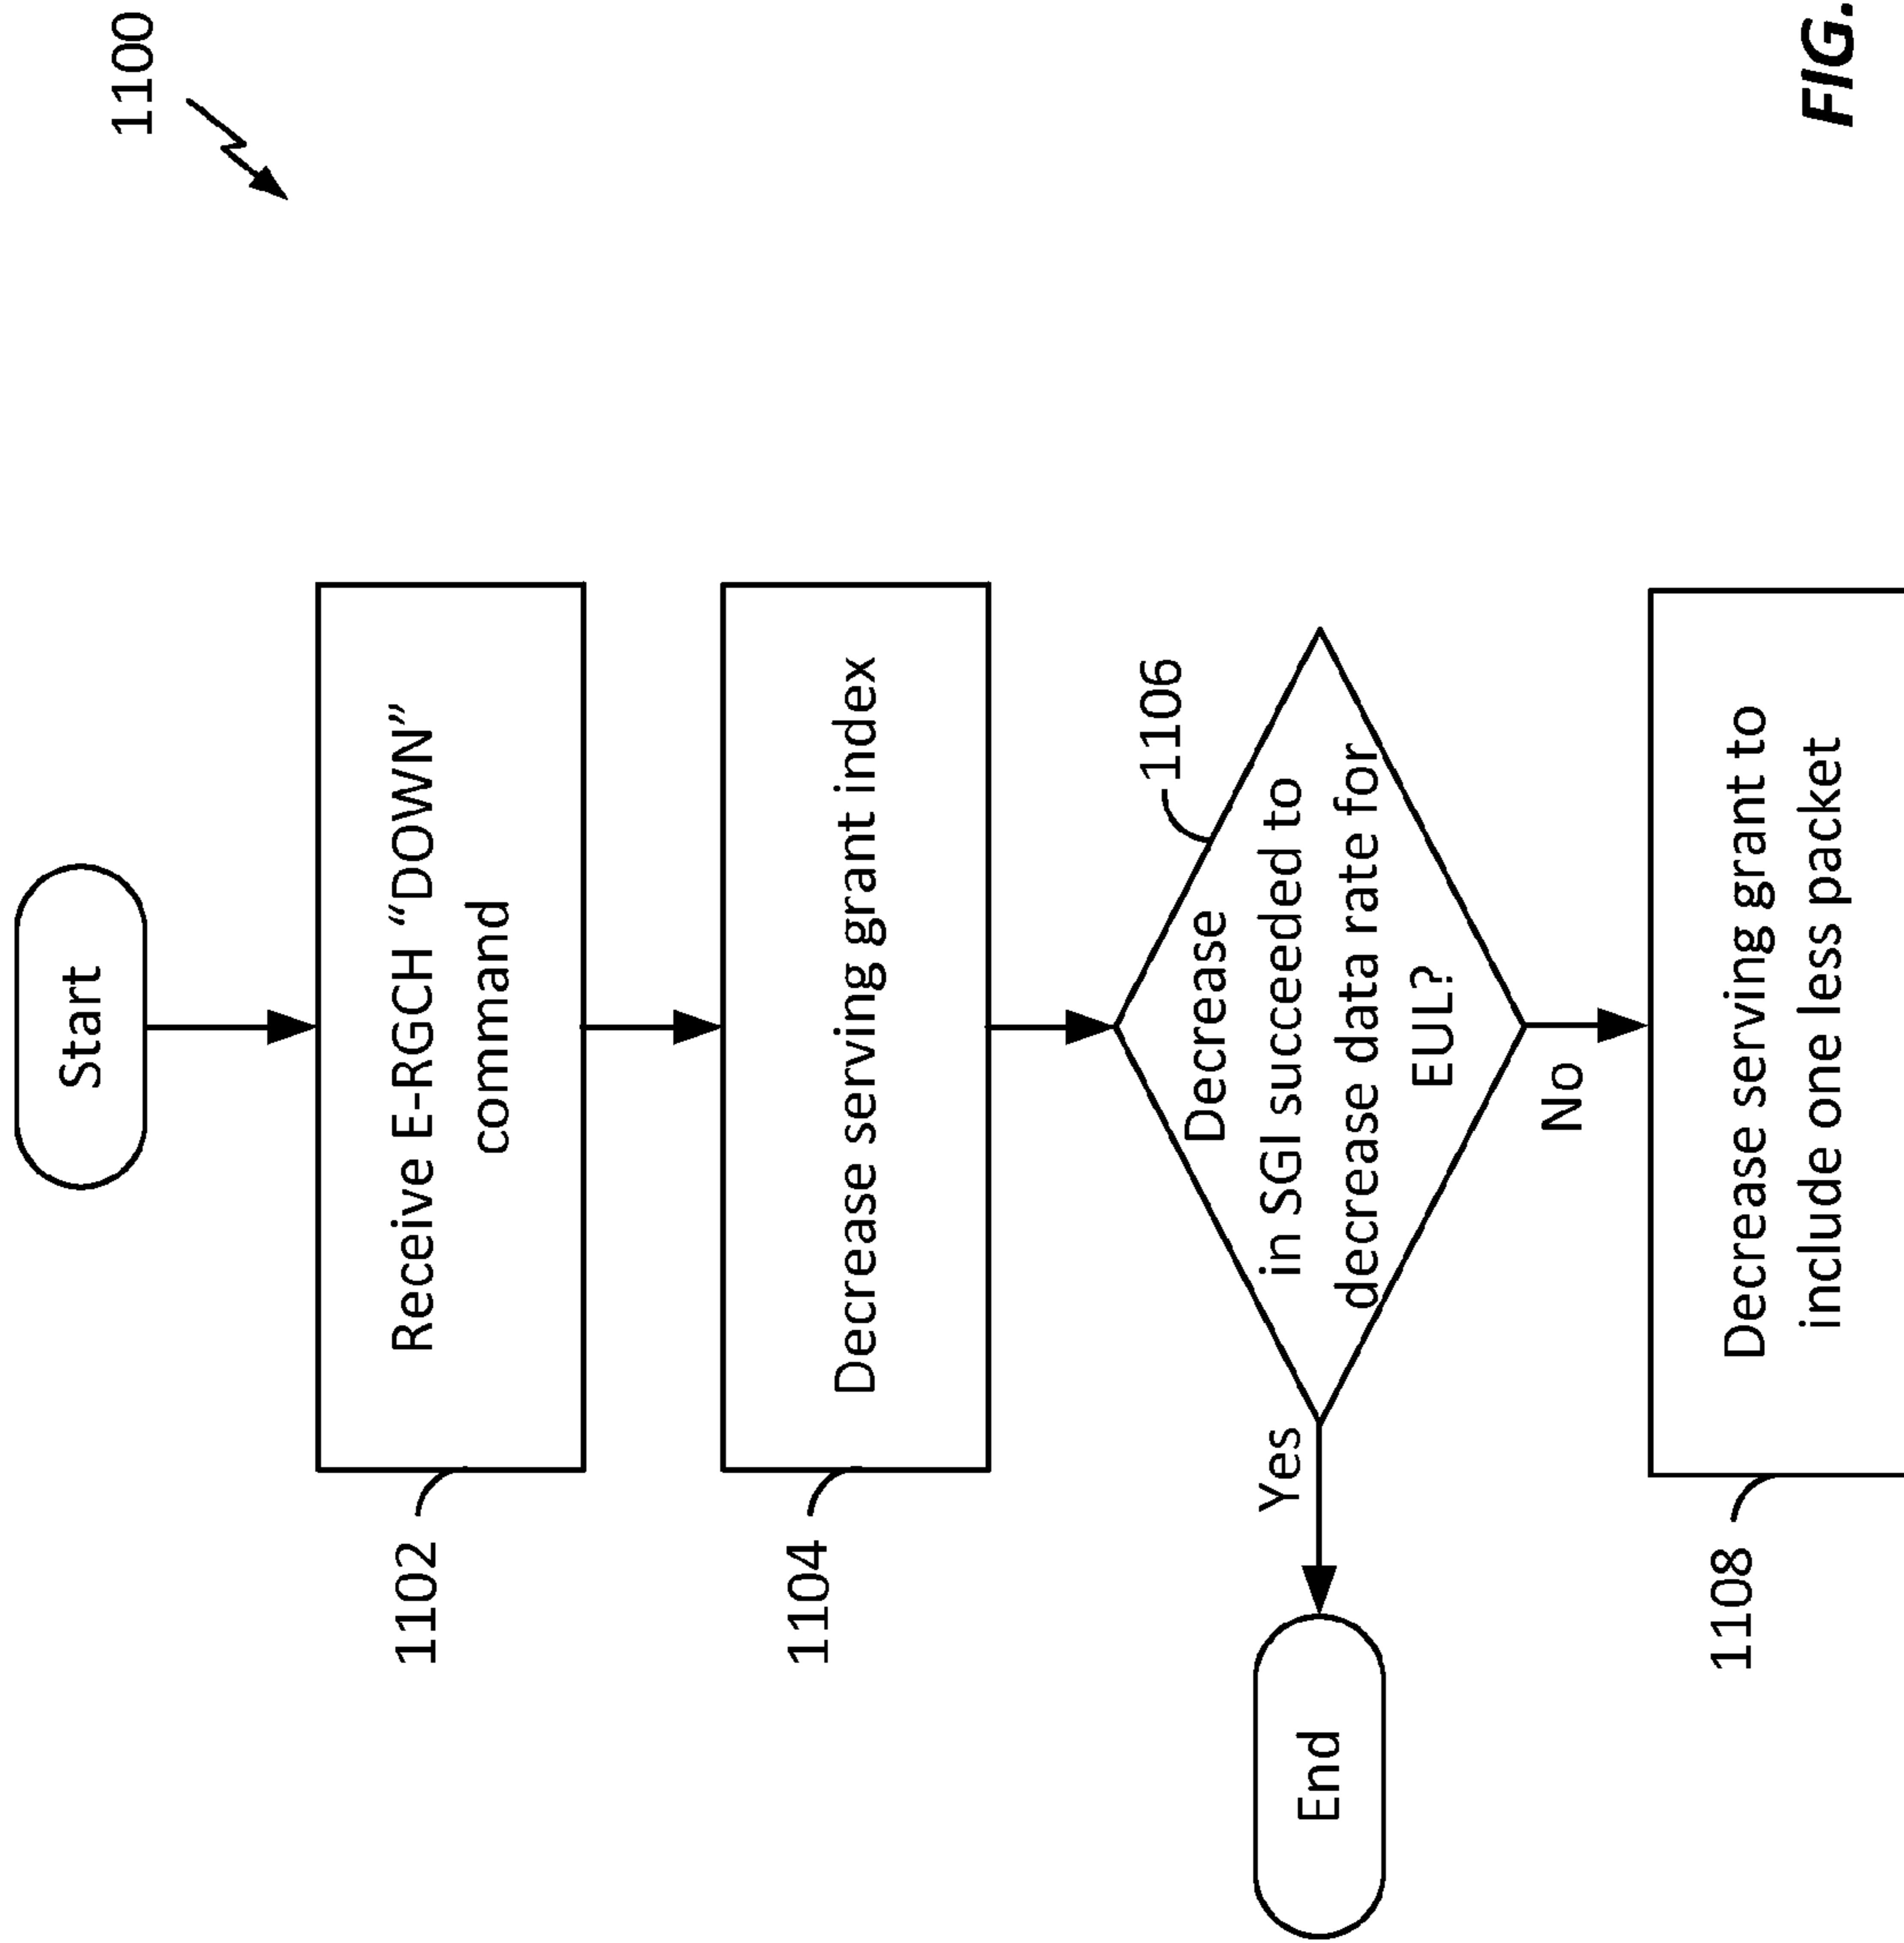 1100
Start
1102
Receive E-RGCH “DOWN”
command
1104
Decrease serving grant index
1106
Decrease
in SGI succeeded to
decrease data rate for
EUL?
Yes
End
No
1108
Decrease serving grant to
include one less packet
FIG.